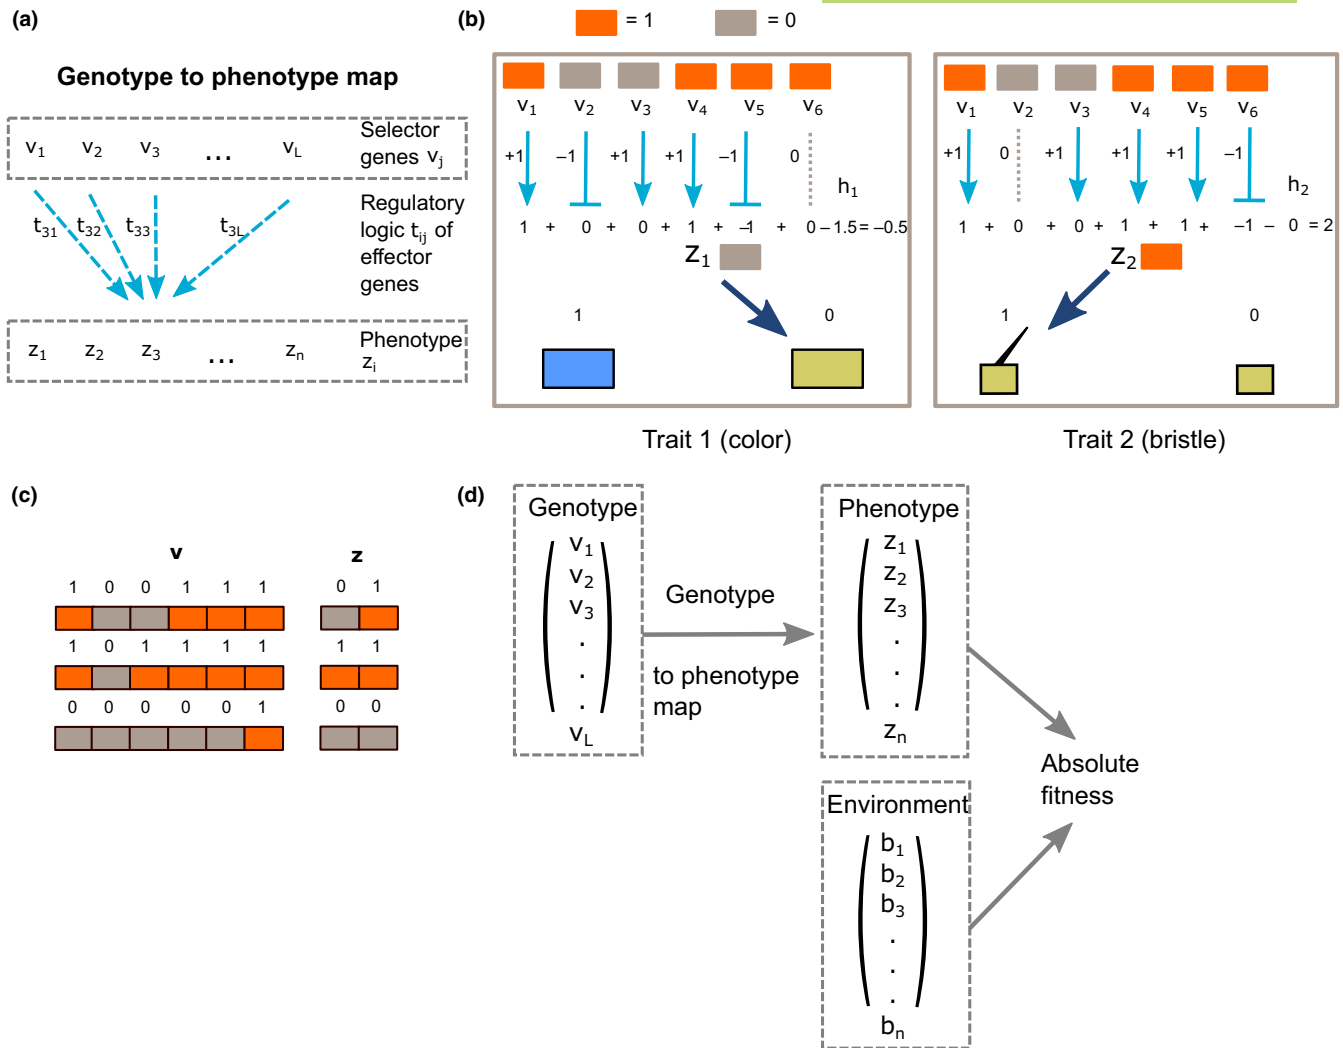 (a)
Genotype to phenotype map
v1 v2 v3 ... vL
Selector
genes vj
t31 t32 t33 t3L
Regulatory
logic tij of
effector
genes
z1 z2 z3 ... zn
Phenotype
zi
(b)
= 1 = 0
v1 v2 v3 v4 v5 v6
+1 –1 +1 +1 –1 0
h1
1 + 0 + 0 + 1 + –1 + 0 – 1.5 = –0.5
z1
1 0
Trait 1 (color)
v1 v2 v3 v4 v5 v6
+1 0 +1 +1 +1 –1
h2
1 + 0 + 0 + 1 + 1 + –1 – 0 = 2
z2
1 0
Trait 2 (bristle)
(c)
v z
1 0 0 1 1 1 0 1
1 0 1 1 1 1 1 1
0 0 0 0 0 1 0 0
(d)
Genotype
v1
v2
v3
.
.
.
vL
Genotype
to phenotype
map
Phenotype
z1
z2
z3
.
.
.
zn
Environment
b1
b2
b3
.
.
.
bn
Absolute
fitness